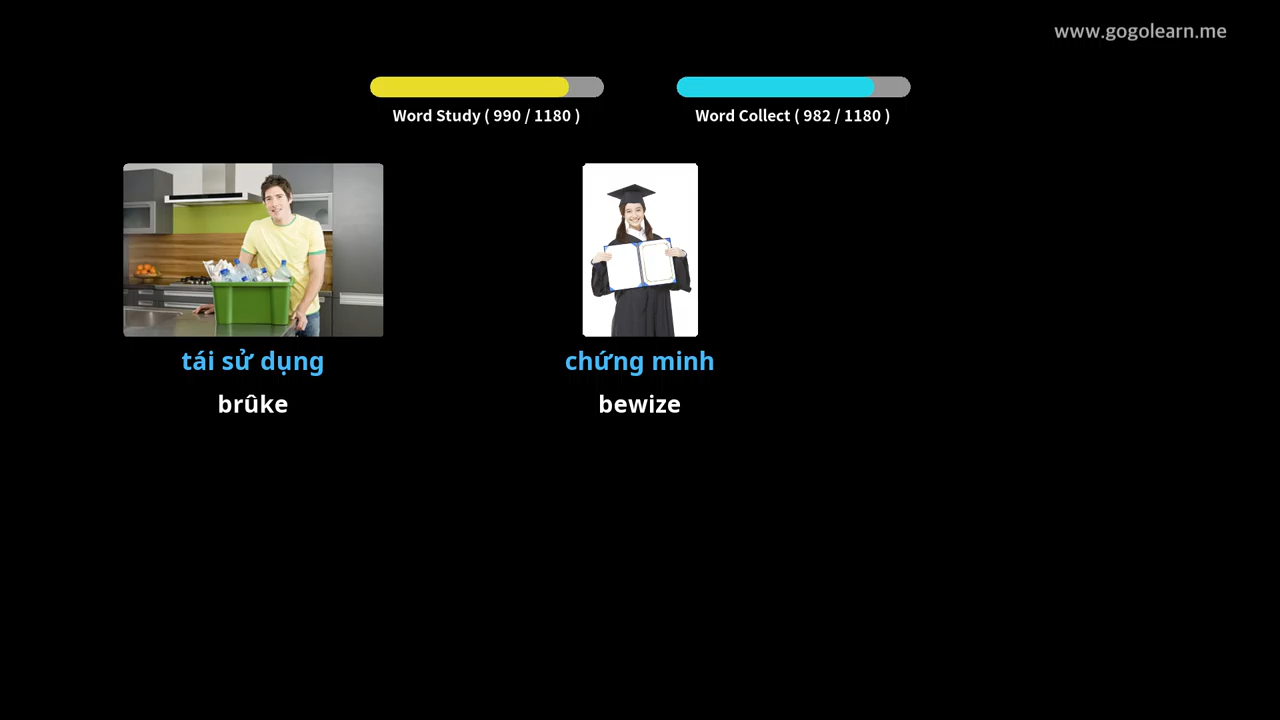 www.gogolearn.me
Word Study ( 990 / 1180 )
Word Collect ( 982 / 1180 )
tái sử dụng
brûke
chứng minh
bewize